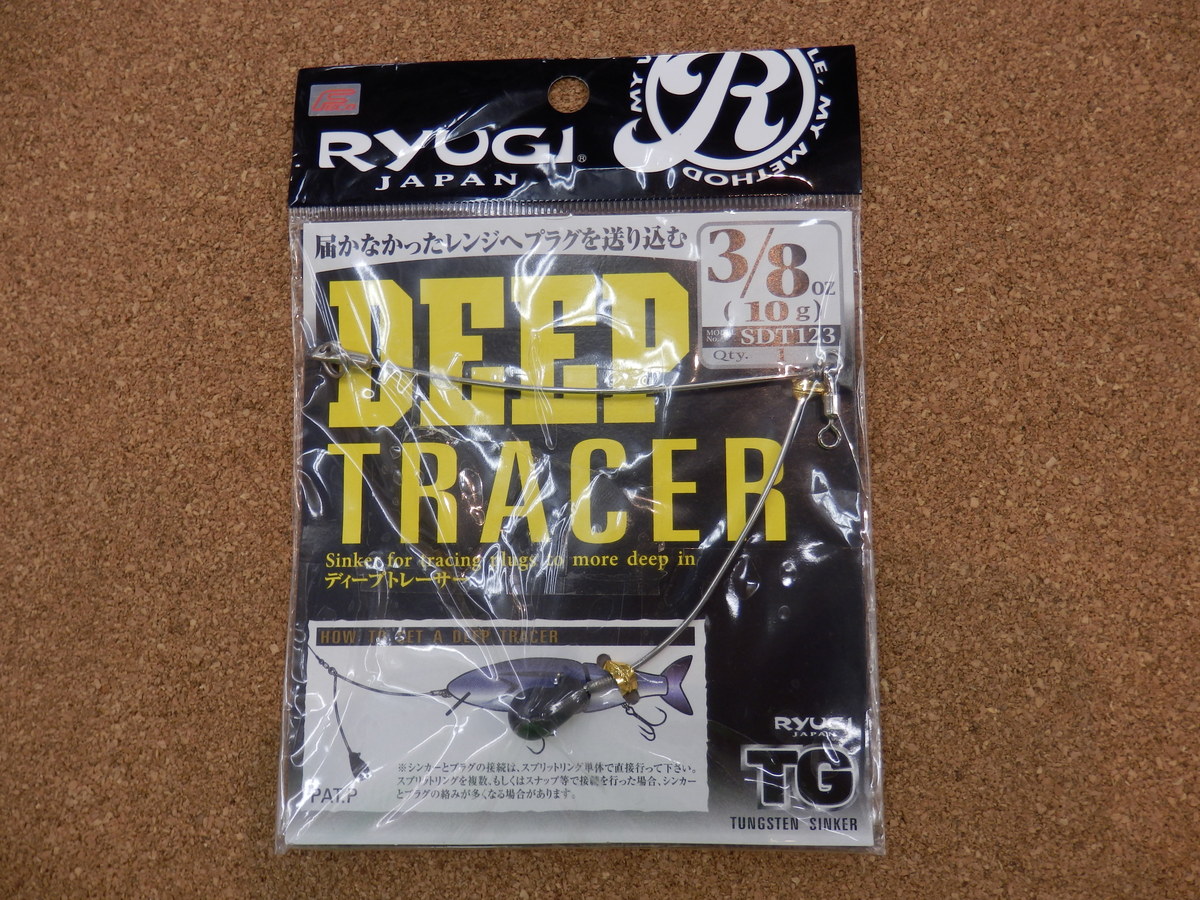 RYUGI®
JAPAN
R
MY METHOD
届かなかったレンジへプラグを送り込む
3/8 oz
(10g)
MODEL No. SDT123
Qty. 1
DEEP
TRACER
Sinker for tracing plugs to more deep in
ディープトレーサー
HOW TO SET A DEEP TRACER
※シンカーとプラグの接続は、スプリットリング単体で直接行って下さい。
スプリットリングを複数、もしくはスナップ等で接続を行った場合、シンカー
とプラグの絡みが多くなる場合があります。
PAT.P
RYUGI
JAPAN
TG
TUNGSTEN SINKER